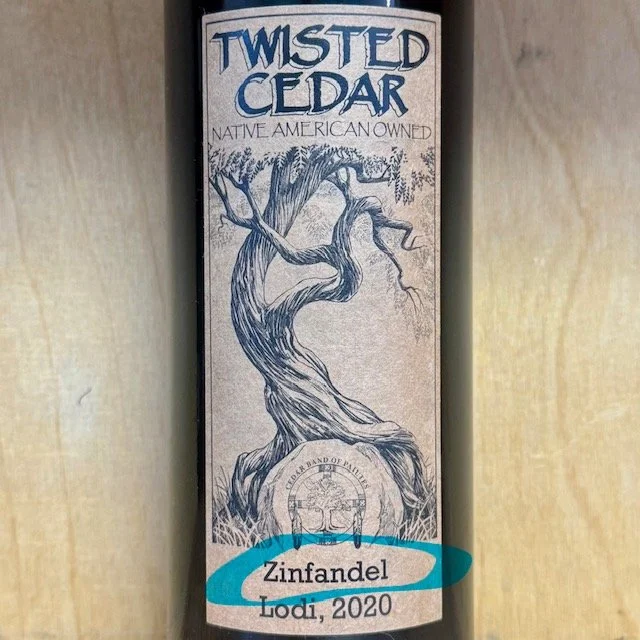 TWISTED
CEDAR
NATIVE AMERICAN OWNED
CEDAR BAND OF PAIUTES
Zinfandel
Lodi, 2020